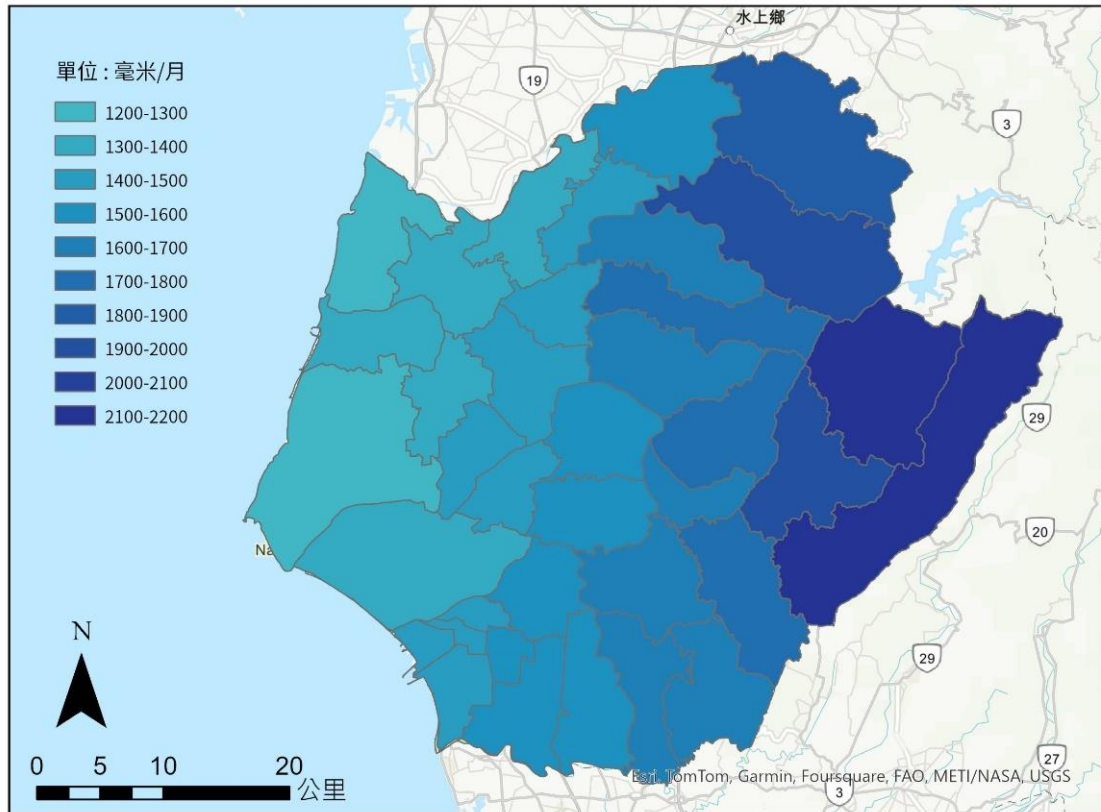 水上鄉
單位 : 毫米/月
19
3
1200-1300
1300-1400
1400-1500
1500-1600
1600-1700
1700-1800
1800-1900
1900-2000
2000-2100
2100-2200
29
20
Na
N
29
0 5 10 20
公里
27
3
Esri, TomTom, Garmin, Foursquare, FAO, METI/NASA, USGS